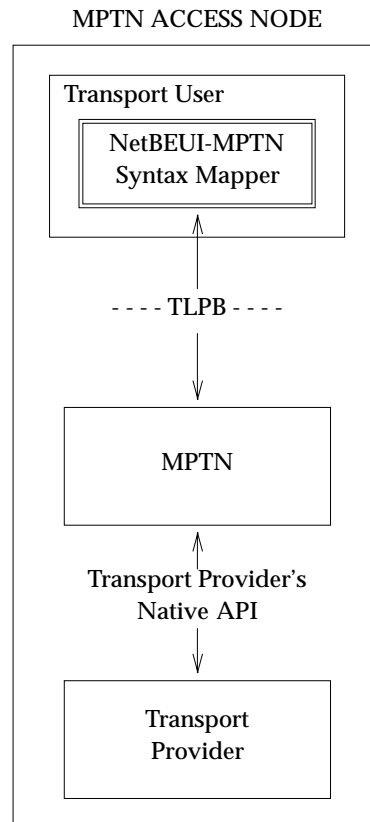 MPTN ACCESS NODE
Transport User
NetBEUI-MPTN
Syntax Mapper
- - - - TLPB - - - -
MPTN
Transport Provider's
Native API
Transport
Provider